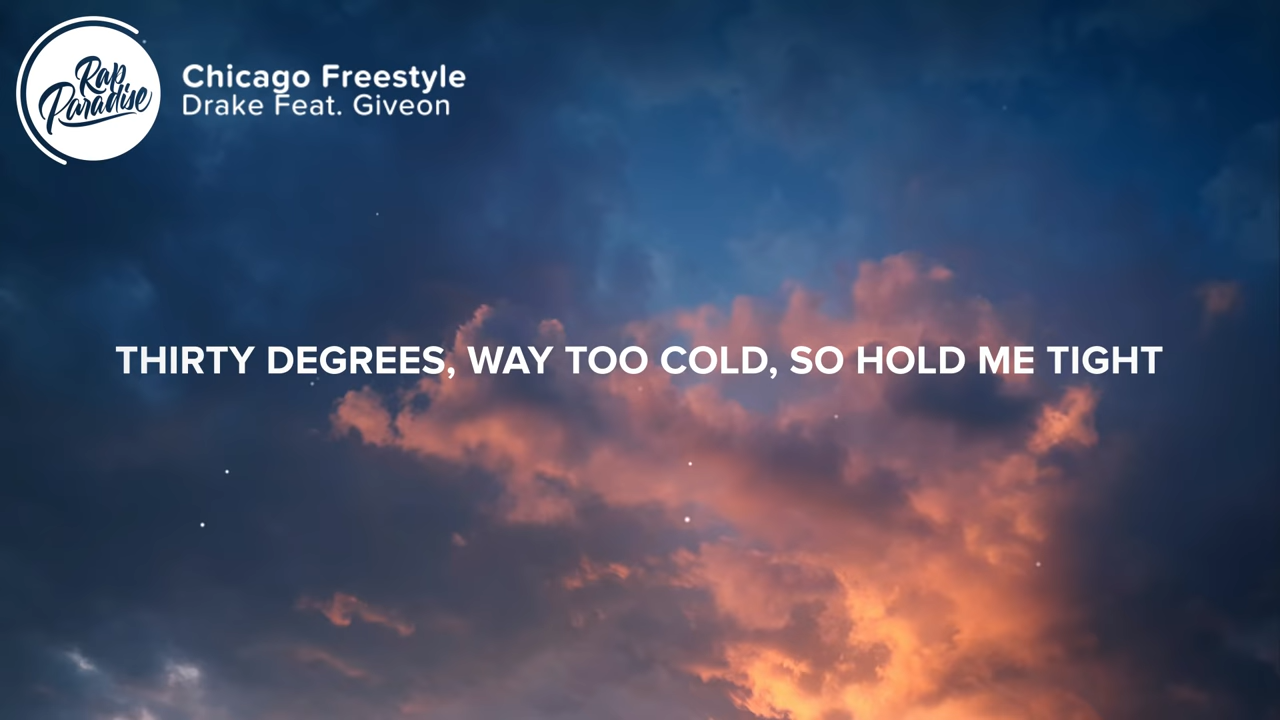 Rap
Paradise
Chicago Freestyle
Drake Feat. Giveon
THIRTY DEGREES, WAY TOO COLD, SO HOLD ME TIGHT